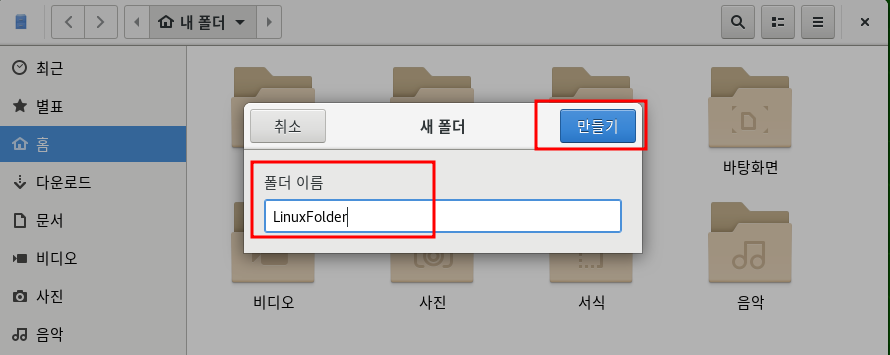 새 폴더
최근
별표
홈
다운로드
문서
비디오
사진
음악
취소
새 폴더
만들기
폴더 이름
LinuxFolder
바탕화면
비디오
사진
서식
음악